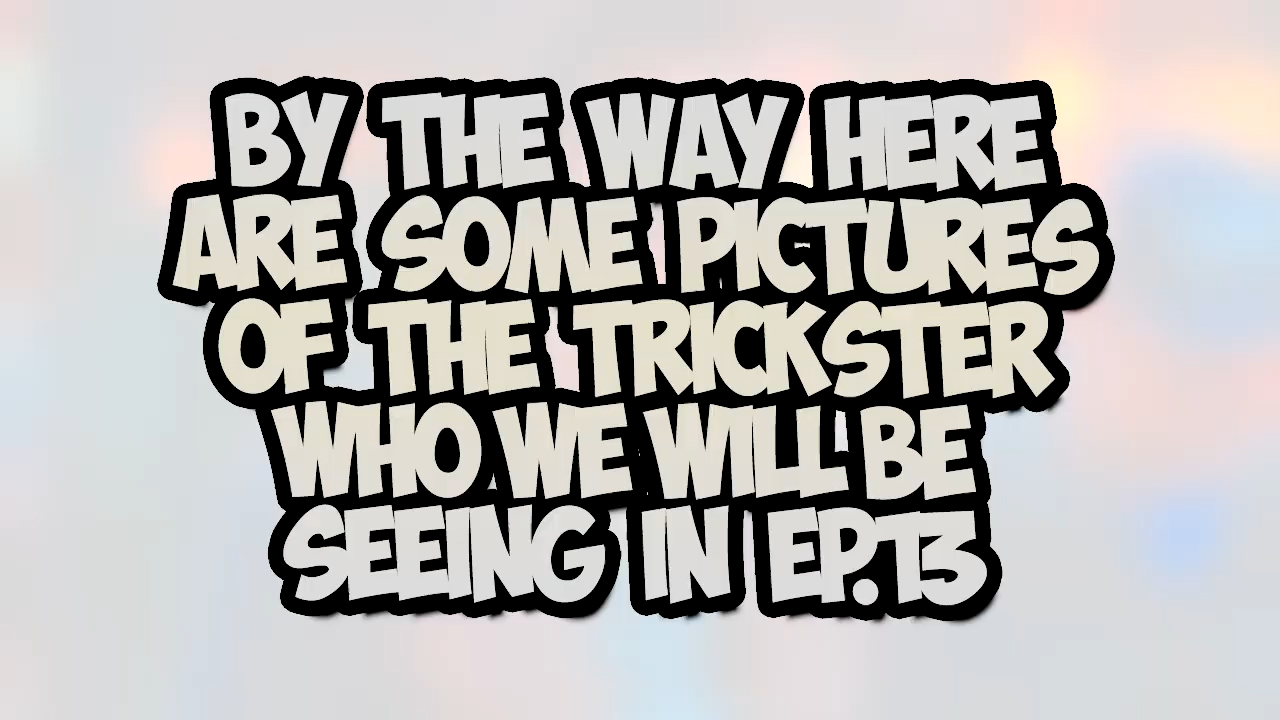 BY THE WAY HERE
ARE SOME PICTURES
OF THE TRICKSTER
WHO WE WILL BE
SEEING IN EP.13